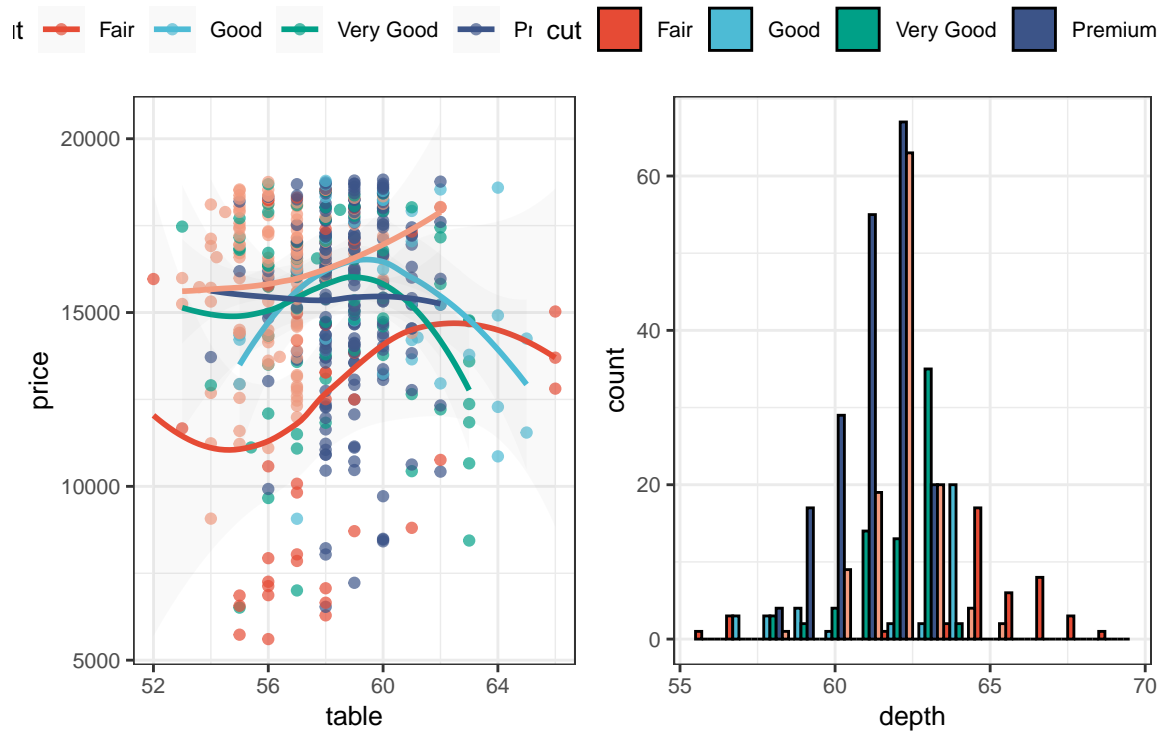 Fair Good Very Good
cut Fair Good Very Good Premium
20000
15000
10000
5000
price
52 56 60 64
table
60
40
20
0
count
55 60 65 70
depth